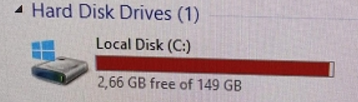 Hard Disk Drives (1)
Local Disk (C:)
2,66 GB free of 149 GB